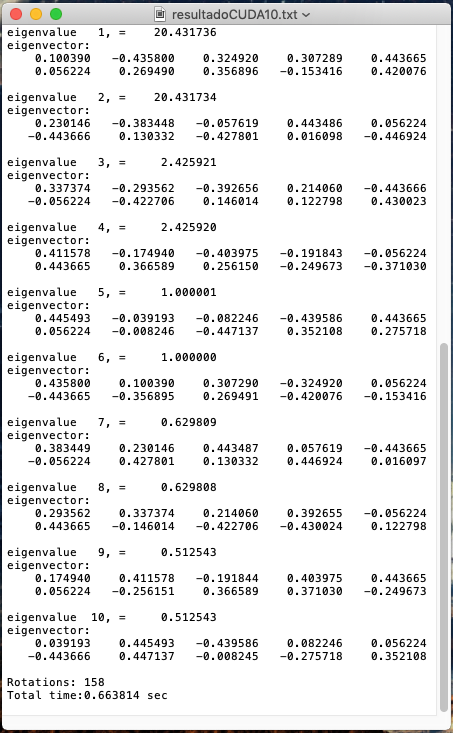 resultadoCUDA10.txt
eigenvalue 1, = 20.431736
eigenvector:
0.100390 −0.435800 0.324920 0.307289 0.443665
0.056224 0.269490 0.356896 −0.153416 0.420076
eigenvalue 2, = 20.431734
eigenvector:
0.230146 −0.383448 −0.057619 0.443486 0.056224
−0.443666 0.130332 −0.427801 0.016098 −0.446924
eigenvalue 3, = 2.425921
eigenvector:
0.337374 −0.293562 −0.392656 0.214060 −0.443666
−0.056224 −0.422706 0.146014 0.122798 0.430023
eigenvalue 4, = 2.425920
eigenvector:
0.411578 −0.174940 −0.403975 −0.191843 −0.056224
0.443665 0.366589 0.256150 −0.249673 −0.371030
eigenvalue 5, = 1.000001
eigenvector:
0.445493 −0.039193 −0.082246 −0.439586 0.443665
0.056224 −0.008246 −0.447137 0.352108 0.275718
eigenvalue 6, = 1.000000
eigenvector:
0.435800 0.100390 0.307290 −0.324920 0.056224
−0.443665 −0.356895 0.269491 −0.420076 −0.153416
eigenvalue 7, = 0.629809
eigenvector:
0.383449 0.230146 0.443487 0.057619 −0.443665
−0.056224 0.427801 0.130332 0.446924 0.016097
eigenvalue 8, = 0.629808
eigenvector:
0.293562 0.337374 0.214060 0.392655 −0.056224
0.443665 −0.146014 −0.422706 −0.430024 0.122798
eigenvalue 9, = 0.512543
eigenvector:
0.174940 0.411578 −0.191844 0.403975 0.443665
0.056224 −0.256151 0.366589 0.371030 −0.249673
eigenvalue 10, = 0.512543
eigenvector:
0.039193 0.445493 −0.439586 0.082246 0.056224
−0.443666 0.447137 −0.008245 −0.275718 0.352108
Rotations: 158
Total time:0.663814 sec